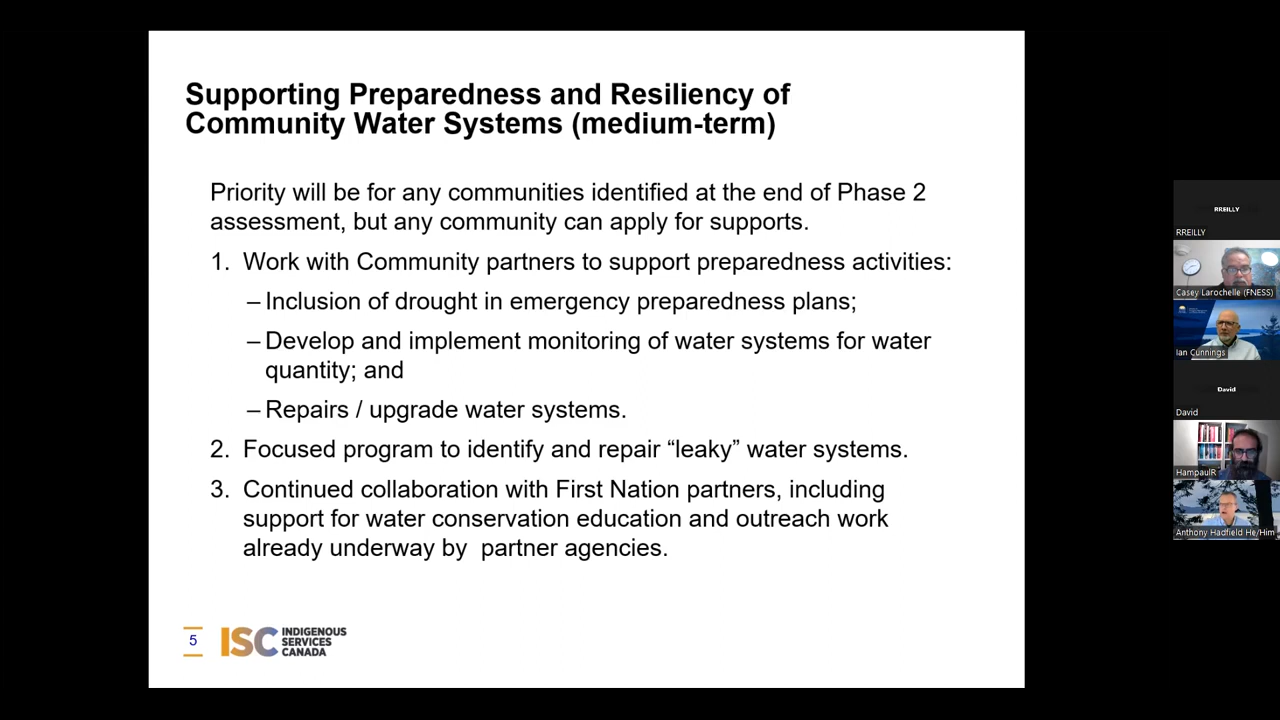 Supporting Preparedness and Resiliency of
Community Water Systems (medium-term)
Priority will be for any communities identified at the end of Phase 2
assessment, but any community can apply for supports.
1. Work with Community partners to support preparedness activities:
– Inclusion of drought in emergency preparedness plans;
– Develop and implement monitoring of water systems for water
quantity; and
– Repairs / upgrade water systems.
2. Focused program to identify and repair “leaky” water systems.
3. Continued collaboration with First Nation partners, including
support for water conservation education and outreach work
already underway by  partner agencies.
5
ISC INDIGENOUS
SERVICES
CANADA
RREILLY
RREILLY
Casey Larochelle (FNESS)
Ian Cunnings
David
David
HampaulR
Anthony Hadfield He/Him